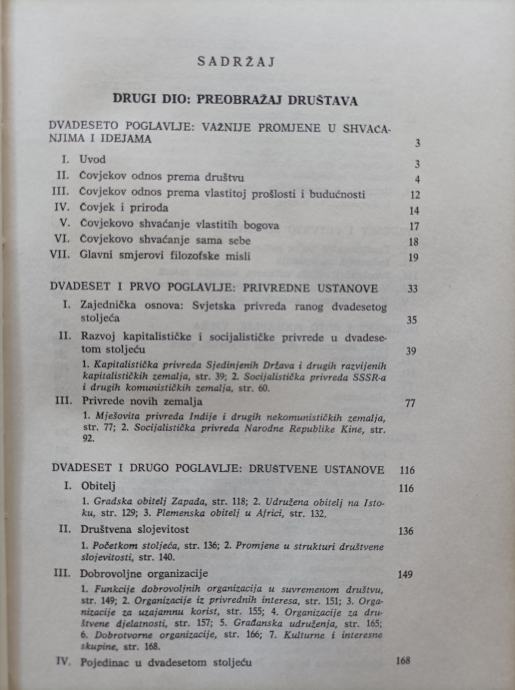 SADRŽAJ
DRUGI DIO: PREOBRAŽAJ DRUŠTAVA
DVADESETO POGLAVLJE: VAŽNIJE PROMJENE U SHVAĆA-
NJIMA I IDEJAMA 3
I. Uvod 3
II. Čovjekov odnos prema društvu 4
III. Čovjekov odnos prema vlastitoj prošlosti i budućnosti 12
IV. Čovjek i priroda 14
V. Čovjekovo shvaćanje vlastitih bogova 17
VI. Čovjekovo shvaćanje sama sebe 18
VII. Glavni smjerovi filozofske misli 19
DVADESET I PRVO POGLAVLJE: PRIVREDNE USTANOVE 33
I. Zajednička osnova: Svjetska privreda ranog dvadesetog
stoljeća 35
II. Razvoj kapitalističke i socijalističke privrede u dvadese-
tom stoljeću 39
1. Kapitalistička privreda Sjedinjenih Država i drugih razvijenih
kapitalističkih zemalja, str. 39; 2. Socijalistička privreda SSSR-a
i drugih komunističkih zemalja, str. 60.
III. Privrede novih zemalja 77
1. Mješovita privreda Indije i drugih nekomunističkih zemalja,
str. 77; 2. Socijalistička privreda Narodne Republike Kine, str.
92.
DVADESET I DRUGO POGLAVLJE: DRUŠTVENE USTANOVE 116
I. Obitelj 116
1. Gradska obitelj Zapada, str. 118; 2. Udružena obitelj na Isto-
ku, str. 129; 3. Plemenska obitelj u Africi, str. 132.
II. Društvena slojevitost 136
1. Početkom stoljeća, str. 136; 2. Promjene u strukturi društvene
slojevitosti, str. 140.
III. Dobrovoljne organizacije 149
1. Funkcije dobrovoljnih organizacija u suvremenom društvu,
str. 149; 2. Organizacije iz privrednih interesa, str. 151; 3. Orga-
nizacije za uzajamnu korist, str. 155; 4. Organizacije za dru-
štvene djelatnosti, str. 157; 5. Građanska udruženja, str. 165;
6. Dobrotvorne organizacije, str. 166; 7. Kulturne i interesne
skupine, str. 168.
IV. Pojedinac u dvadesetom stoljeću 168